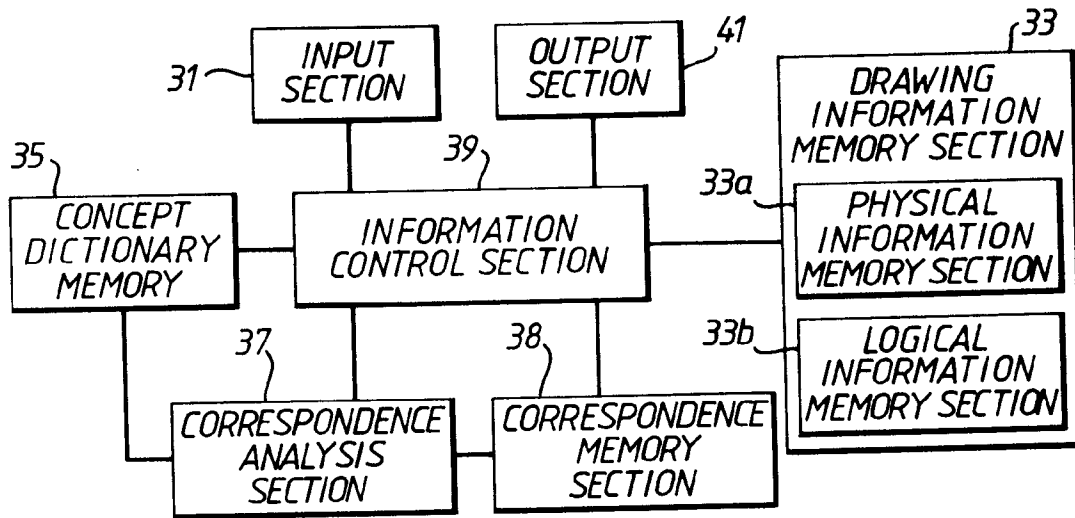 31
INPUT
SECTION
OUTPUT
SECTION
41
33
DRAWING
INFORMATION
MEMORY SECTION
33a
PHYSICAL
INFORMATION
MEMORY SECTION
33b
LOGICAL
INFORMATION
MEMORY SECTION
35
CONCEPT
DICTIONARY
MEMORY
39
INFORMATION
CONTROL SECTION
37
CORRESPONDENCE
ANALYSIS
SECTION
38
CORRESPONDENCE
MEMORY
SECTION